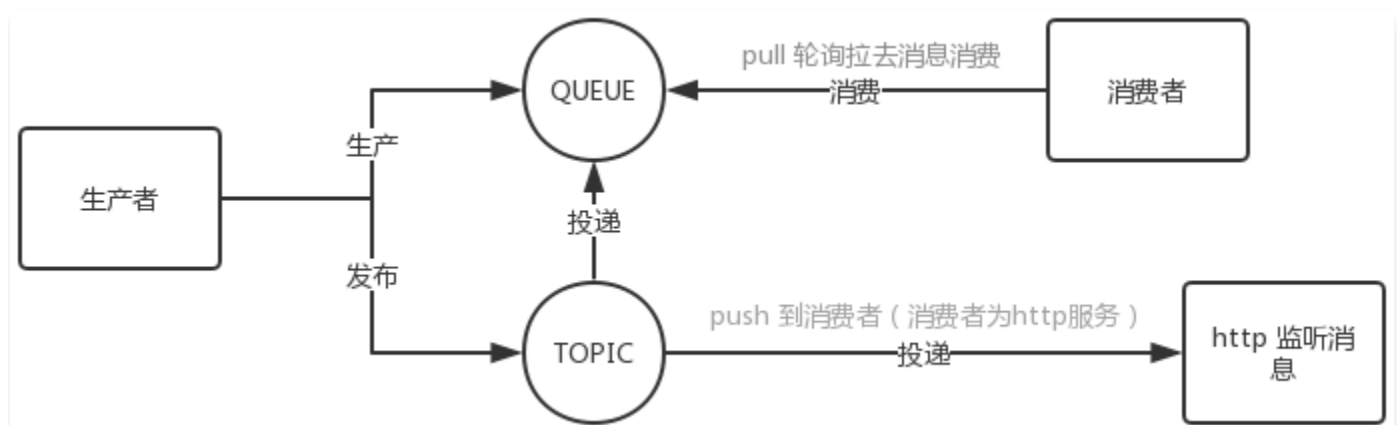 pull 轮询拉去消息消费
QUEUE
消费
消费者
生产
生产者
投递
发布
push 到消费者（消费者为http服务）
TOPIC
投递
http 监听消
息